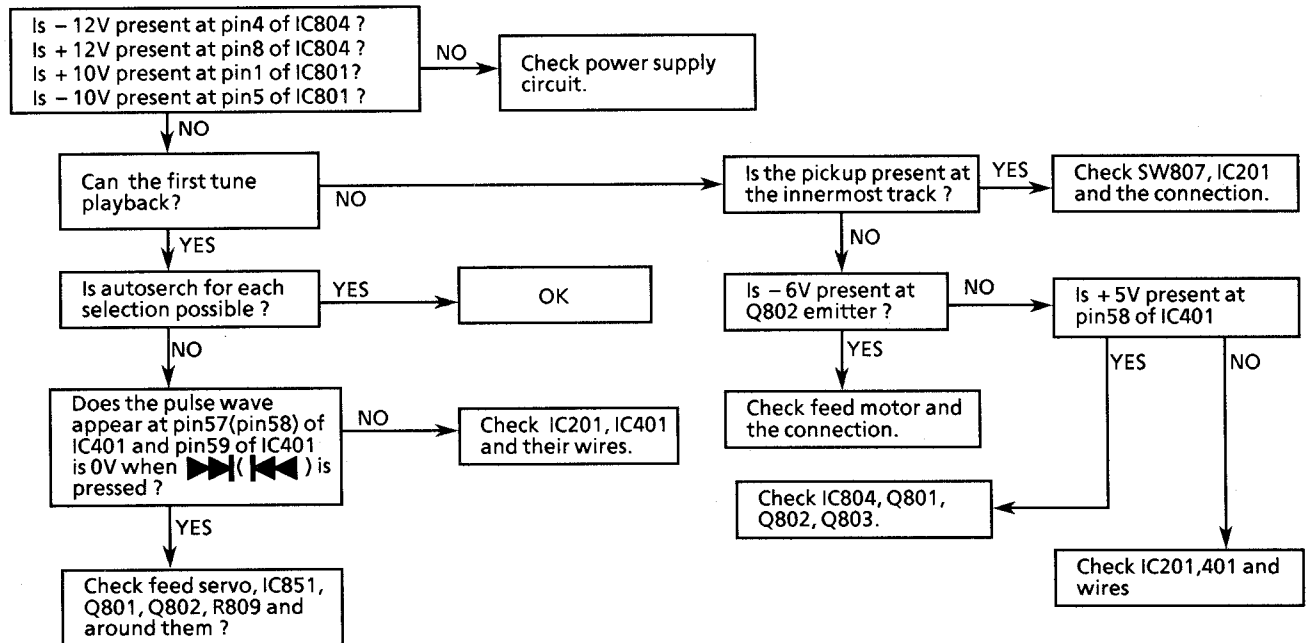 Is – 12V present at pin4 of IC804 ?
Is + 12V present at pin8 of IC804 ?
Is + 10V present at pin1 of IC801?
Is – 10V present at pin5 of IC801 ?
NO
Check power supply
circuit.
NO
Can the first tune
playback?
NO
Is the pickup present at
the innermost track ?
YES
Check SW807, IC201
and the connection.
YES
NO
Is autoserch for each
selection possible ?
YES
OK
Is – 6V present at
Q802 emitter ?
NO
Is + 5V present at
pin58 of IC401
NO
YES
YES
NO
Does the pulse wave
appear at pin57(pin58) of
IC401 and pin59 of IC401
is 0V when ▶▶|( |◀◀ ) is
pressed ?
NO
Check IC201, IC401
and their wires.
Check feed motor and
the connection.
Check IC804, Q801,
Q802, Q803.
YES
Check IC201,401 and
wires
Check feed servo, IC851,
Q801, Q802, R809 and
around them ?